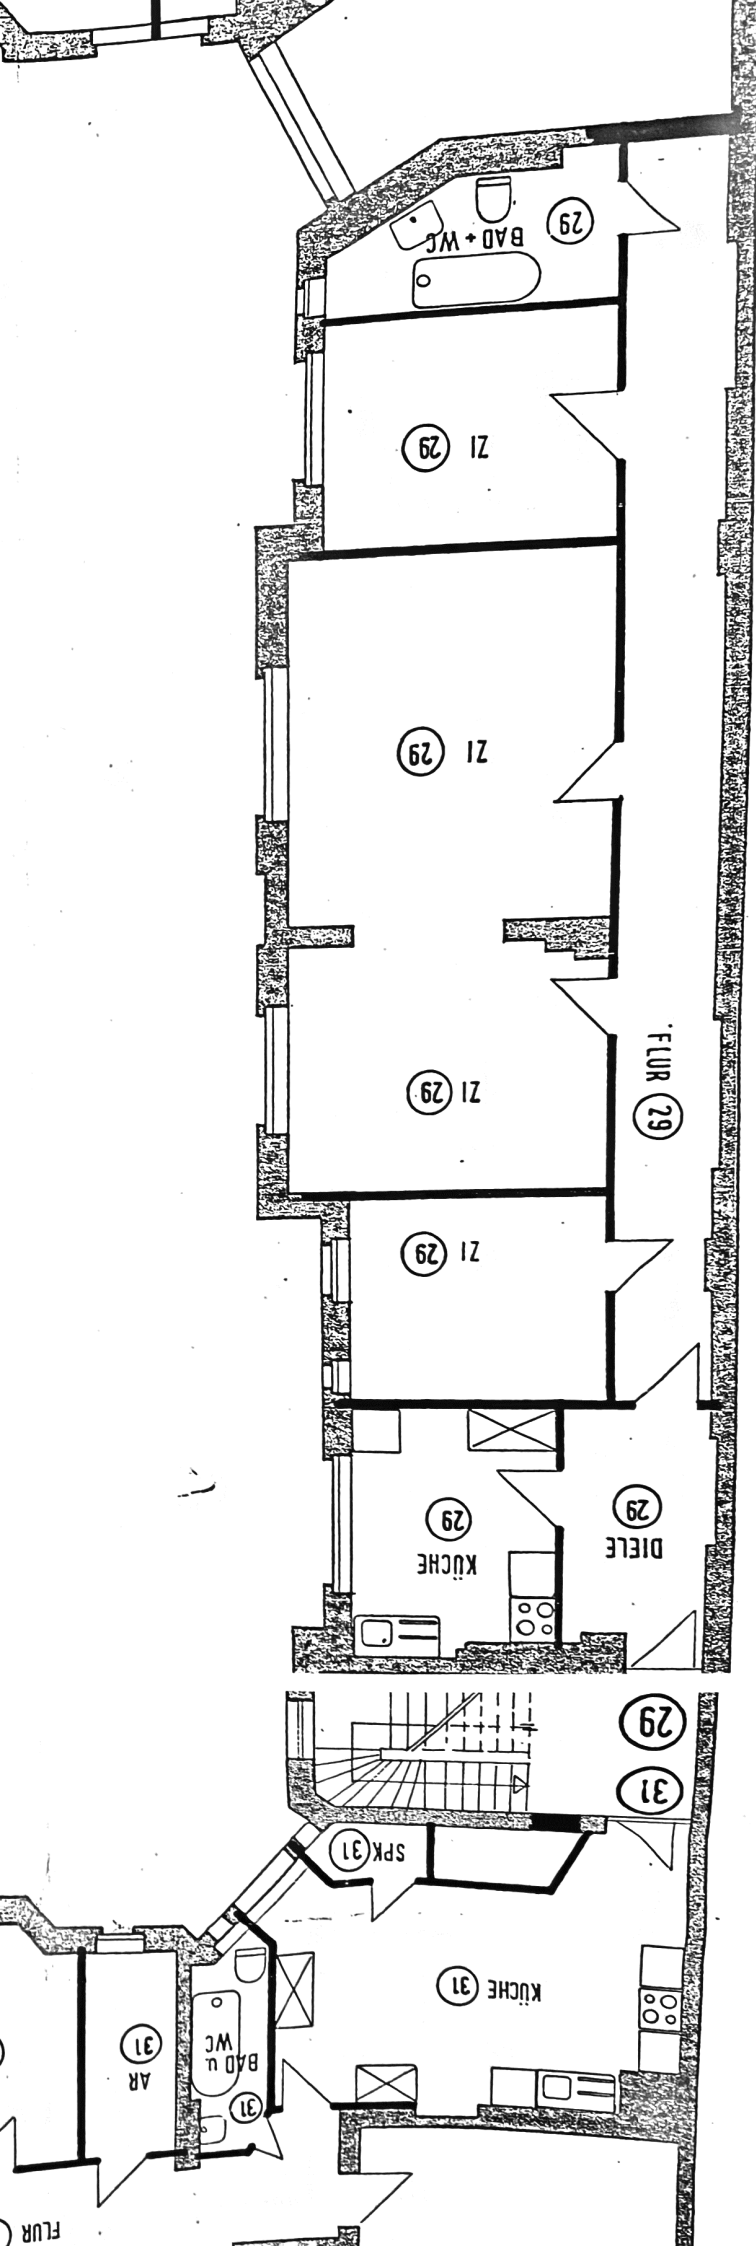 BAD + WC
29
ZI 29
ZI 29
ZI 29
FLUR 29
ZI 29
29
KÜCHE
29
DIELE
29
31
SPK 31
KÜCHE 31
31
AR
BAD u
WC
31
FLUR